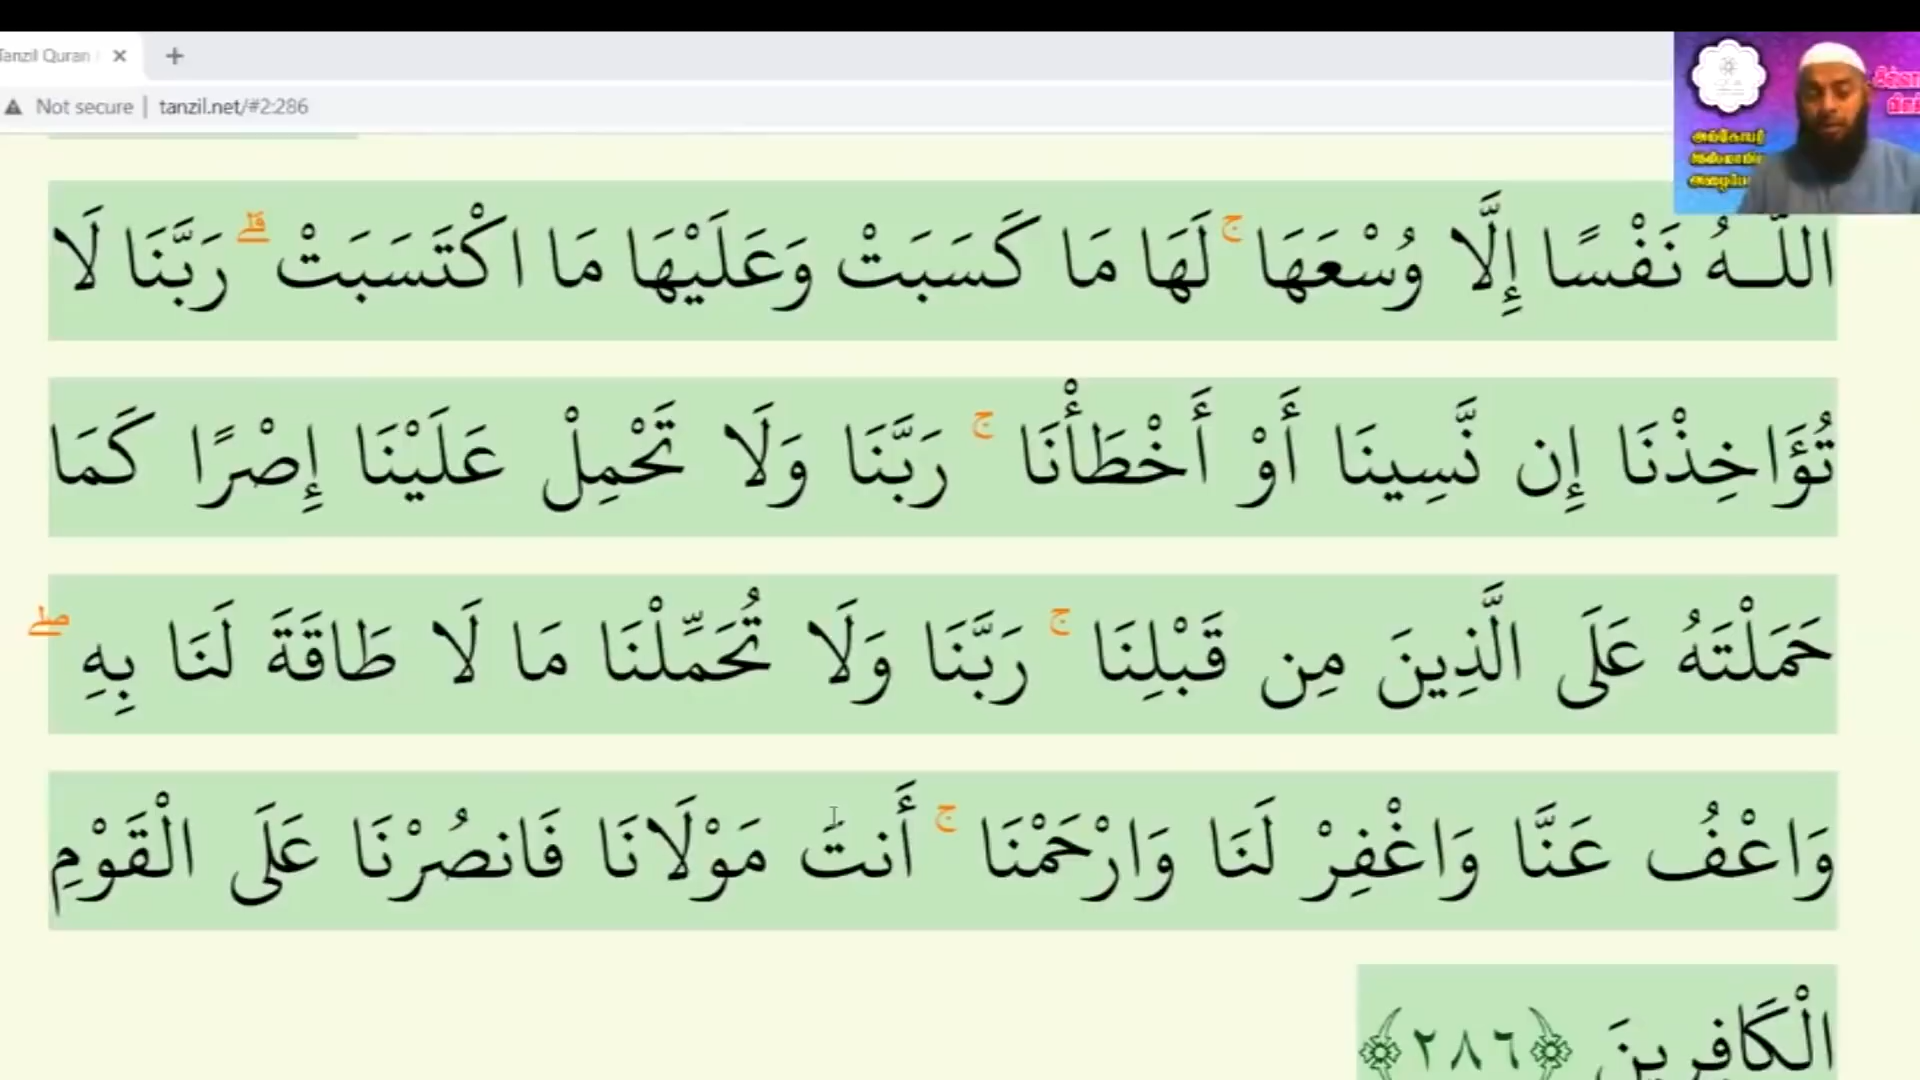 Tanzil Quran
Not secure | tanzil.net/#2:286
اللَّـهُ نَفْسًا إِلَّا وُسْعَهَا ۚ لَهَا مَا كَسَبَتْ وَعَلَيْهَا مَا اكْتَسَبَتْ ۗ رَبَّنَا لَا
تُؤَاخِذْنَا إِن نَّسِينَا أَوْ أَخْطَأْنَا ۚ رَبَّنَا وَلَا تَحْمِلْ عَلَيْنَا إِصْرًا كَمَا
حَمَلْتَهُ عَلَى الَّذِينَ مِن قَبْلِنَا ۚ رَبَّنَا وَلَا تُحَمِّلْنَا مَا لَا طَاقَةَ لَنَا بِهِ ۖ
وَاعْفُ عَنَّا وَاغْفِرْ لَنَا وَارْحَمْنَا ۚ أَنتَ مَوْلَانَا فَانصُرْنَا عَلَى الْقَوْمِ
الْكَافِرِينَ ﴿٢٨٦﴾